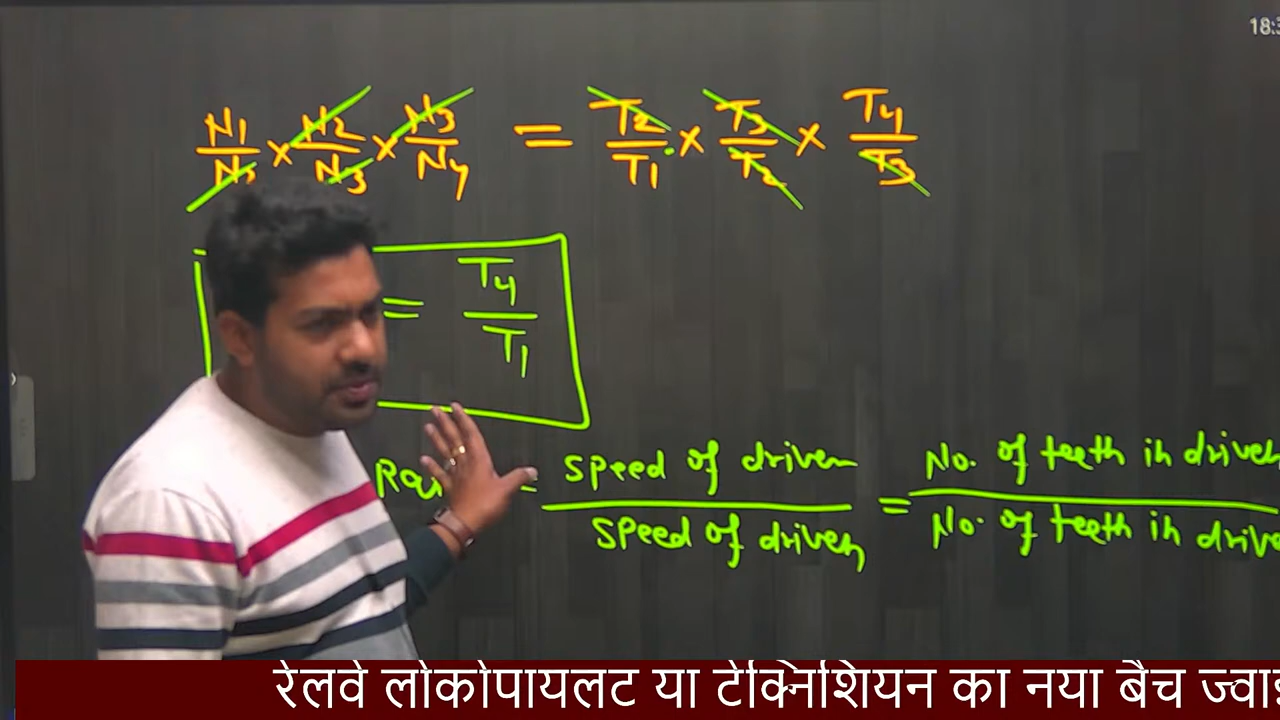 18:3
N1/N2 × N2/N3 × N3/N4 = T2/T1 × T3/T2 × T4/T3
= T4/T1
= Speed of driver / Speed of driven = No. of teeth in driven / No. of teeth in drive
रेलवे लोकोपायलट या टेक्निशियन का नया बैच ज्वा